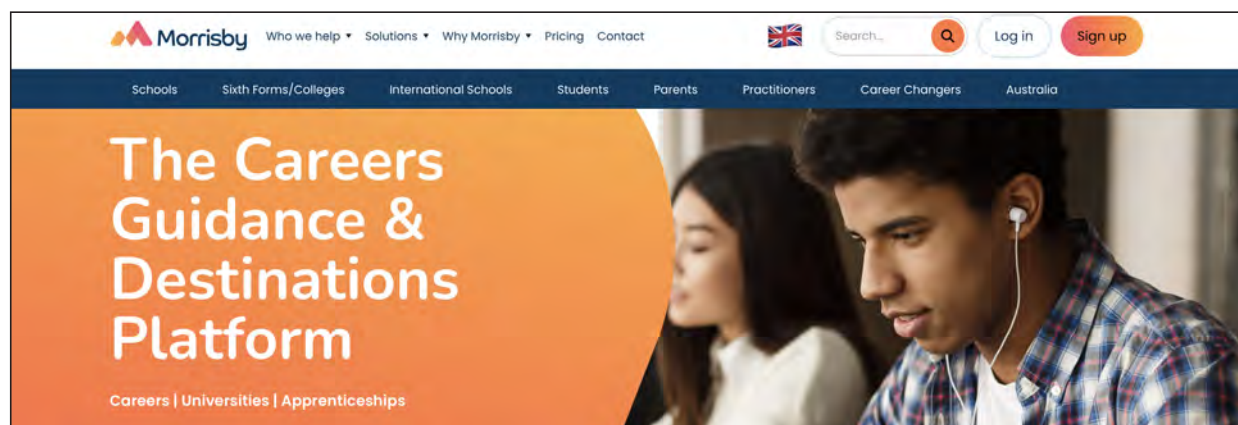 Morrisby Who we help Solutions Why Morrisby Pricing Contact Search... Log in Sign up
Schools Sixth Forms/Colleges International Schools Students Parents Practitioners Career Changers Australia
The Careers
Guidance &
Destinations
Platform
Careers | Universities | Apprenticeships